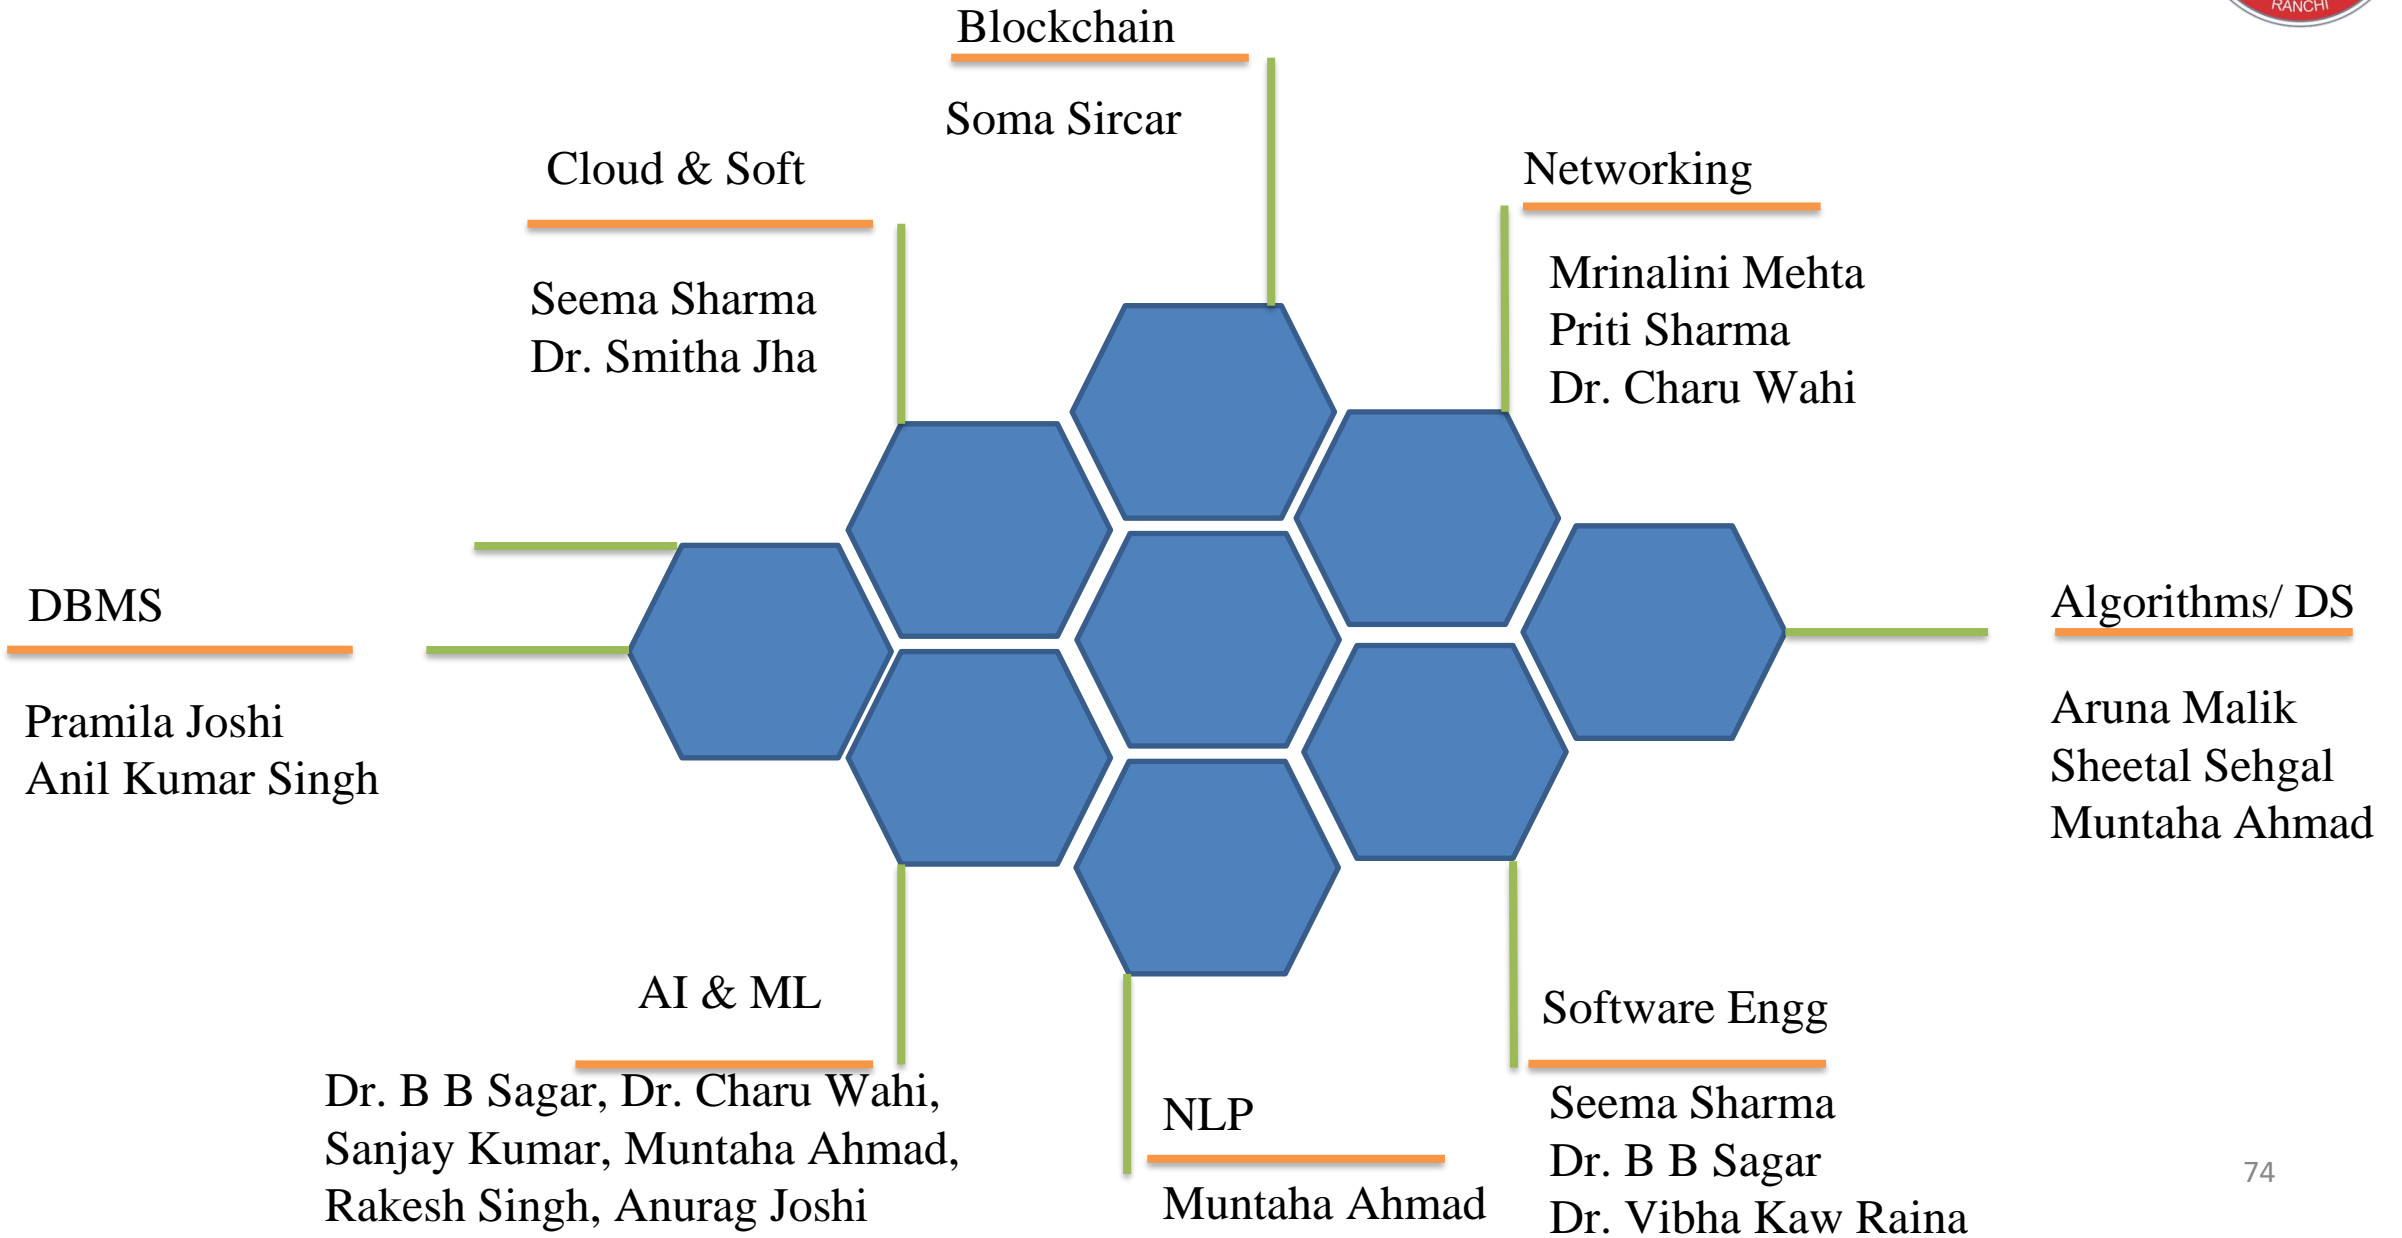 RANCHI
Blockchain
Soma Sircar
Cloud & Soft
Seema Sharma
Dr. Smitha Jha
Networking
Mrinalini Mehta
Priti Sharma
Dr. Charu Wahi
DBMS
Pramila Joshi
Anil Kumar Singh
Algorithms/ DS
Aruna Malik
Sheetal Sehgal
Muntaha Ahmad
AI & ML
Dr. B B Sagar, Dr. Charu Wahi,
Sanjay Kumar, Muntaha Ahmad,
Rakesh Singh, Anurag Joshi
NLP
Muntaha Ahmad
Software Engg
Seema Sharma
Dr. B B Sagar
Dr. Vibha Kaw Raina
74